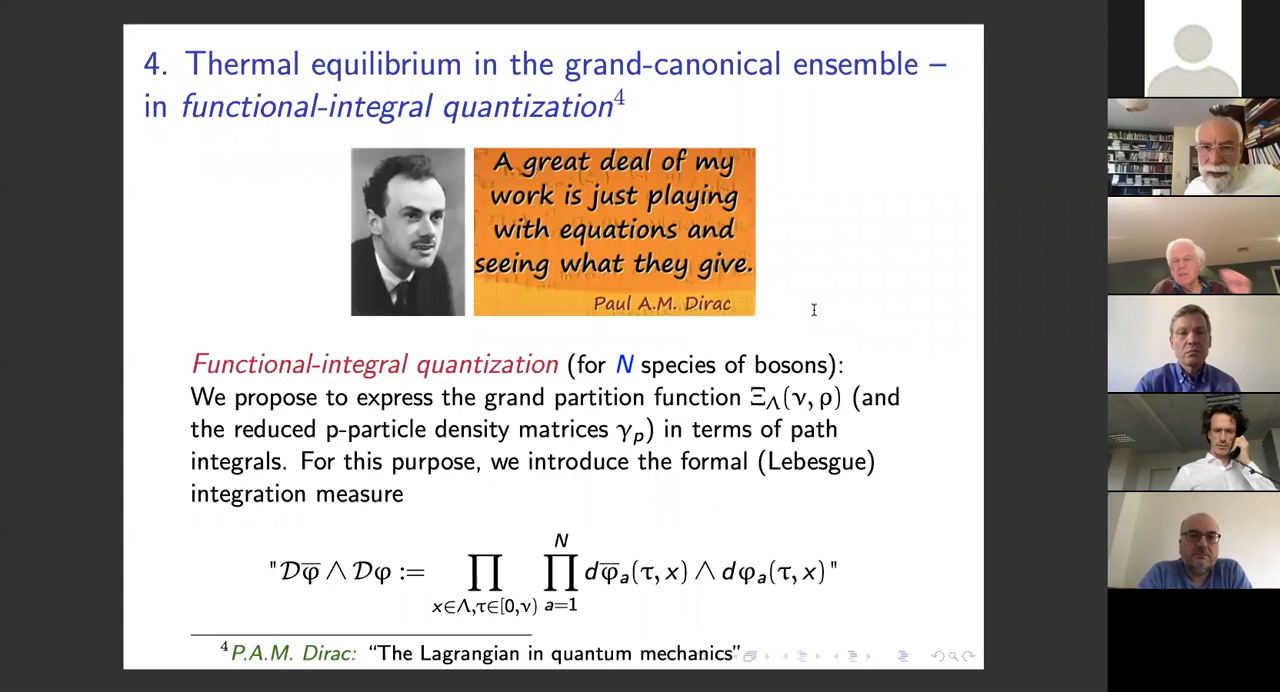 4. Thermal equilibrium in the grand-canonical ensemble –
in functional-integral quantization⁴
A great deal of my
work is just playing
with equations and
seeing what they give.
Paul A.M. Dirac
Functional-integral quantization (for N species of bosons):
We propose to express the grand partition function Ξ_Λ(ν, ρ) (and
the reduced p-particle density matrices γ_p) in terms of path
integrals. For this purpose, we introduce the formal (Lebesgue)
integration measure
"𝒟φ̅ ∧ 𝒟φ := ∏_{x∈Λ,τ∈[0,ν)} ∏_{a=1}^{N} dφ̅_a(τ, x) ∧ dφ_a(τ, x)"
⁴P.A.M. Dirac: “The Lagrangian in quantum mechanics”